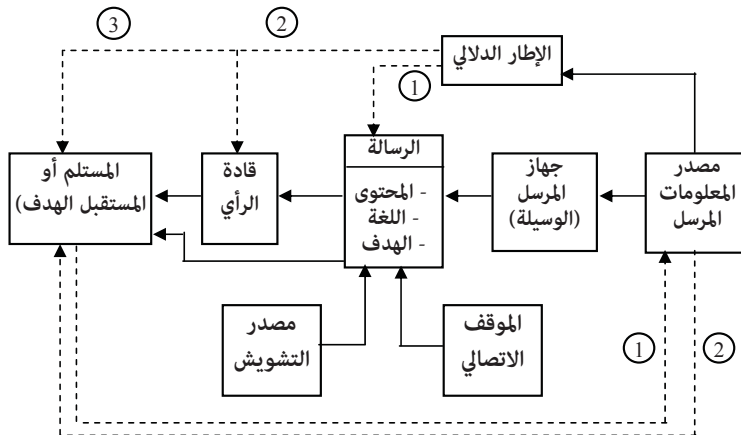 3
2
الإطار الدلالي
1
مصدر
المعلومات
المرسل
جهاز
المرسل
(الوسيلة)
الرسالة
- المحتوى
- اللغة
- الهدف
قادة
الرأي
المستلم أو
المستقبل الهدف)
الموقف
الاتصالي
مصدر
التشويش
1
2